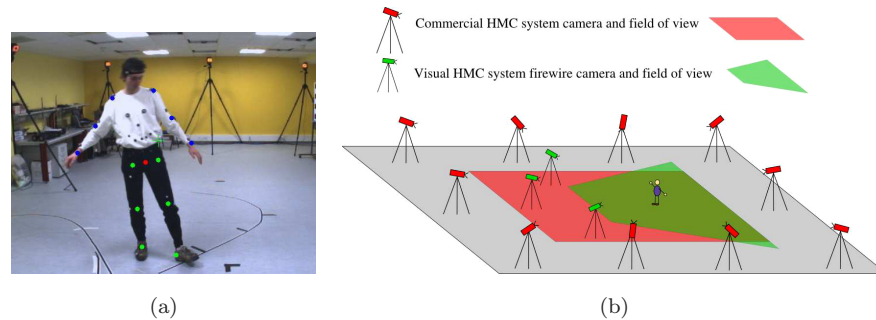 Commercial HMC system camera and field of view
Visual HMC system firewire camera and field of view
(a)
(b)